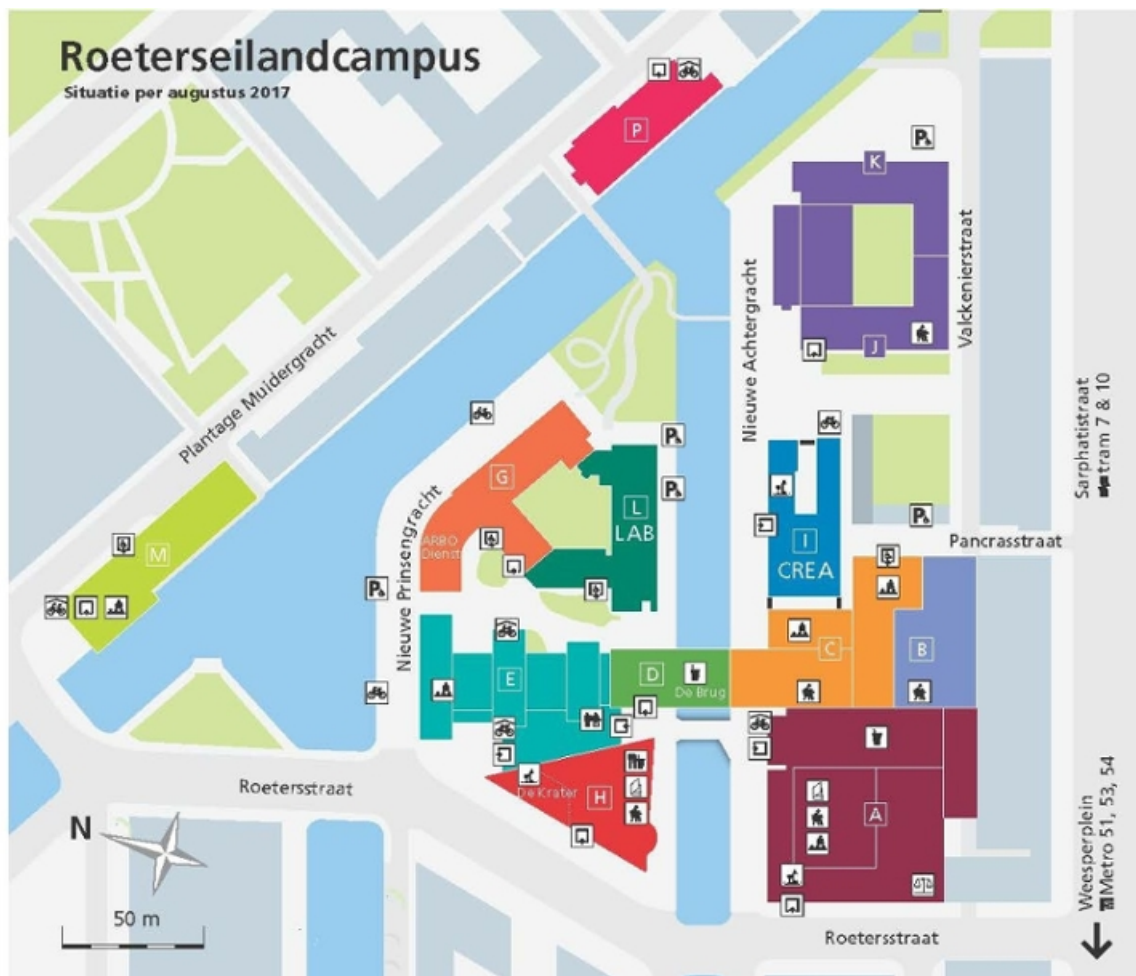 Roeterseilandcampus
Situatie per augustus 2017
P
K
Valckenierstraat
J
Nieuwe Achtergracht
Plantage Muidergracht
Sarphatistraat
tram 7 & 10
G
ARBO
Dienst
L
LAB
Nieuwe Prinsengracht
M
I
CREA
Pancrasstraat
E
D
De Brug
C
B
Roetersstraat
De Krater
H
A
N
50 m
Weesperplein
Metro 51, 53, 54
Roetersstraat
P
P
P
P
P